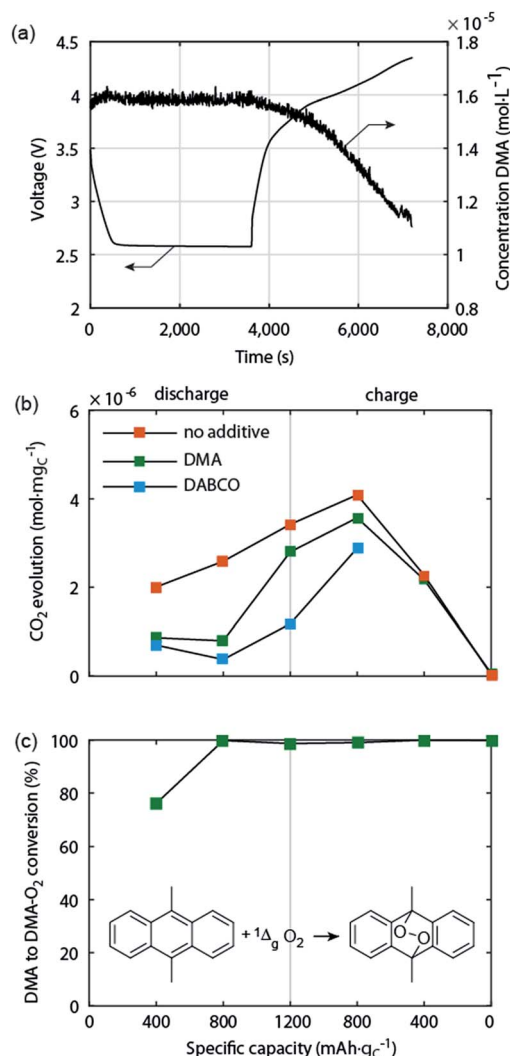 (a)
× 10⁻⁵
4.5
4
3.5
3
2.5
2
Voltage (V)
1.8
1.6
1.4
1.2
1
0.8
Concentration DMA (mol·L⁻¹)
0
2,000
4,000
6,000
8,000
Time (s)
(b)
× 10⁻⁶
discharge
charge
6
4
2
0
CO₂ evolution (mol·mg_C⁻¹)
no additive
DMA
DABCO
(c)
100
80
60
40
20
0
DMA to DMA-O₂ conversion (%)
+ ¹Δg O₂
O
O
400
800
1200
800
400
0
Specific capacity (mAh·g_C⁻¹)